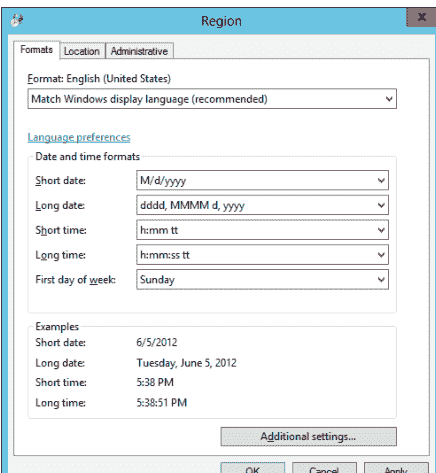 Region
x
Formats Location Administrative
Format: English (United States)
Match Windows display language (recommended)
Language preferences
Date and time formats
Short date: M/d/yyyy
Long date: dddd, MMMM d, yyyy
Short time: h:mm tt
Long time: h:mm:ss tt
First day of week: Sunday
Examples
Short date: 6/5/2012
Long date: Tuesday, June 5, 2012
Short time: 5:38 PM
Long time: 5:38:51 PM
Additional settings...
OK Cancel Apply